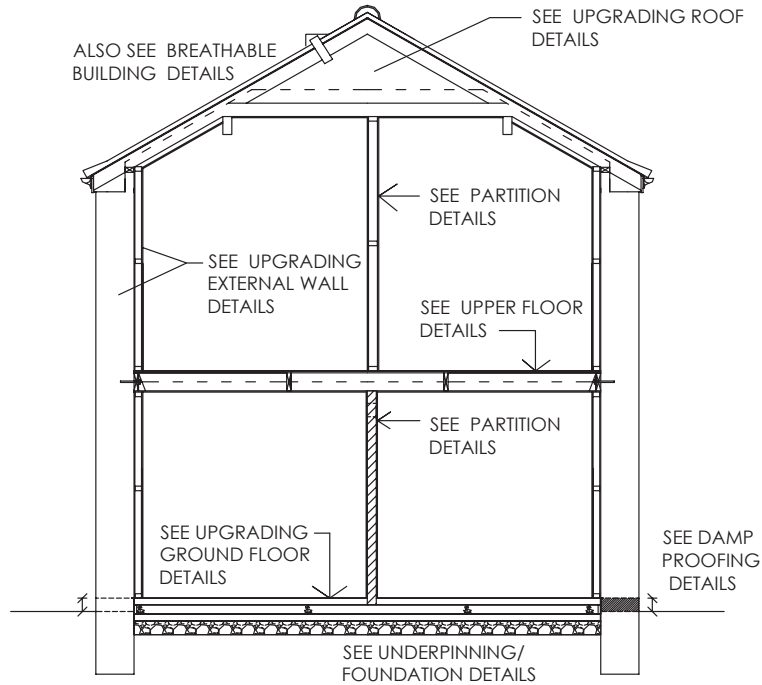 SEE UPGRADING ROOF
DETAILS
ALSO SEE BREATHABLE
BUILDING DETAILS
SEE PARTITION
DETAILS
SEE UPGRADING
EXTERNAL WALL
DETAILS
SEE UPPER FLOOR
DETAILS
SEE PARTITION
DETAILS
SEE UPGRADING
GROUND FLOOR
DETAILS
SEE DAMP
PROOFING
DETAILS
SEE UNDERPINNING/
FOUNDATION DETAILS